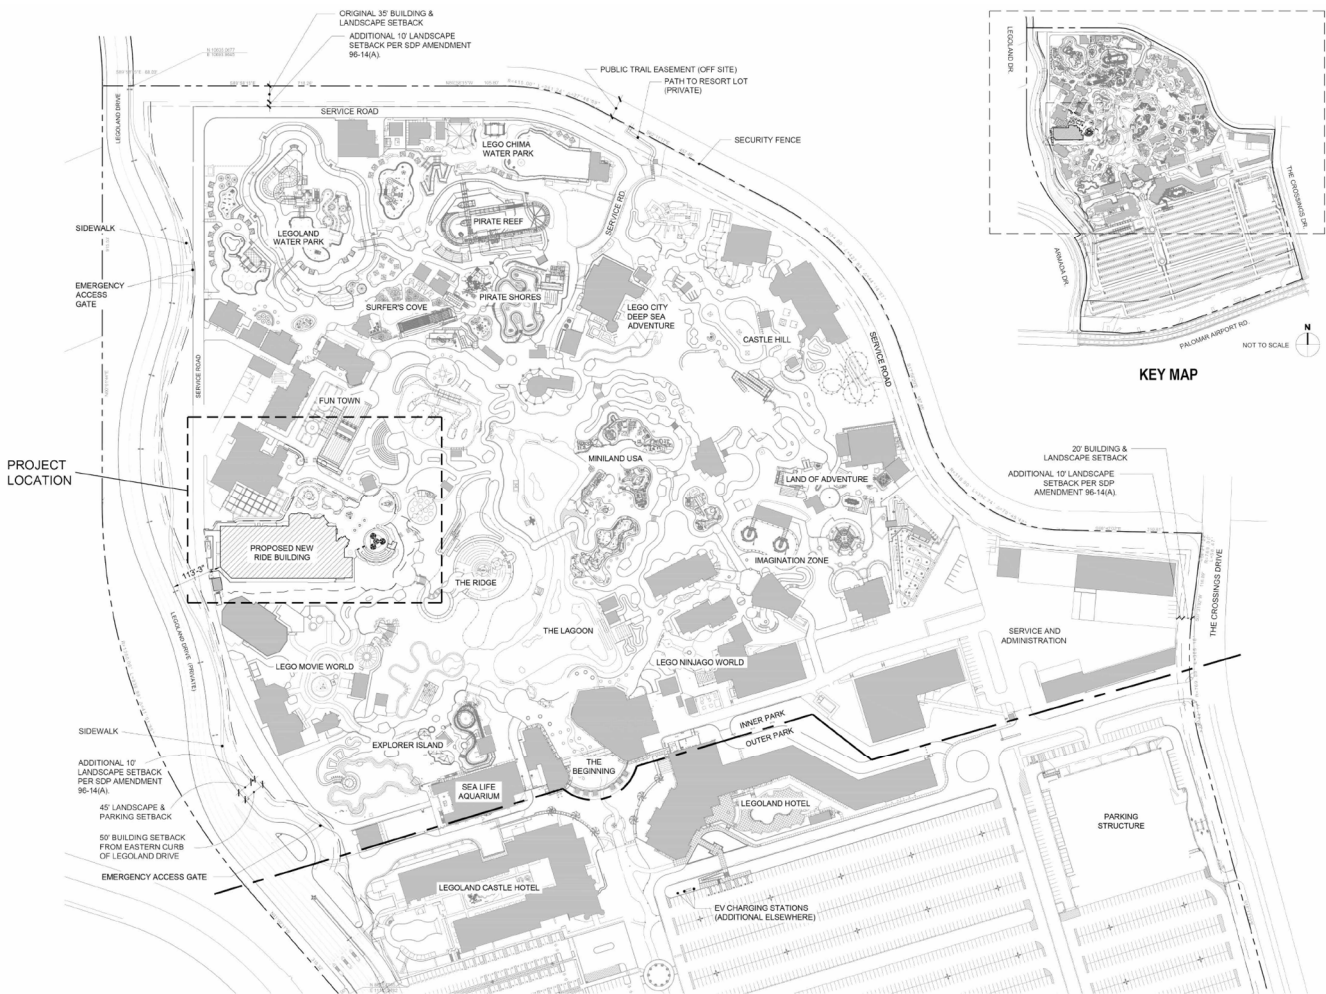 ORIGINAL 35' BUILDING &
LANDSCAPE SETBACK
ADDITIONAL 10' LANDSCAPE
SETBACK PER SDP AMENDMENT
96-14(A).
PUBLIC TRAIL EASEMENT (OFF SITE)
PATH TO RESORT LOT
(PRIVATE)
SECURITY FENCE
LEGOLAND DRIVE
SERVICE ROAD
LEGO CHIMA
WATER PARK
SERVICE RD.
PIRATE REEF
LEGOLAND
WATER PARK
SIDEWALK
EMERGENCY
ACCESS
GATE
SURFER'S COVE
PIRATE SHORES
LEGO CITY
DEEP SEA
ADVENTURE
CASTLE HILL
SERVICE ROAD
SERVICE ROAD
FUN TOWN
PROJECT
LOCATION
MINILAND USA
LAND OF ADVENTURE
PROPOSED NEW
RIDE BUILDING
113'-3"
THE RIDGE
IMAGINATION ZONE
THE LAGOON
LEGOLAND DRIVE (PRIVATE)
LEGO MOVIE WORLD
LEGO NINJAGO WORLD
SERVICE AND
ADMINISTRATION
20' BUILDING &
LANDSCAPE SETBACK
ADDITIONAL 10' LANDSCAPE
SETBACK PER SDP
AMENDMENT 96-14(A).
THE CROSSINGS DRIVE
SIDEWALK
ADDITIONAL 10'
LANDSCAPE SETBACK
PER SDP AMENDMENT
96-14(A).
45' LANDSCAPE &
PARKING SETBACK
50' BUILDING SETBACK
FROM EASTERN CURB
OF LEGOLAND DRIVE
EMERGENCY ACCESS GATE
EXPLORER ISLAND
SEA LIFE
AQUARIUM
THE
BEGINNING
INNER PARK
OUTER PARK
LEGOLAND HOTEL
PARKING
STRUCTURE
LEGOLAND CASTLE HOTEL
EV CHARGING STATIONS
(ADDITIONAL ELSEWHERE)
LEGOLAND DR.
THE CROSSINGS DR.
ARMADA DR.
PALOMAR AIRPORT RD.
N
NOT TO SCALE
KEY MAP